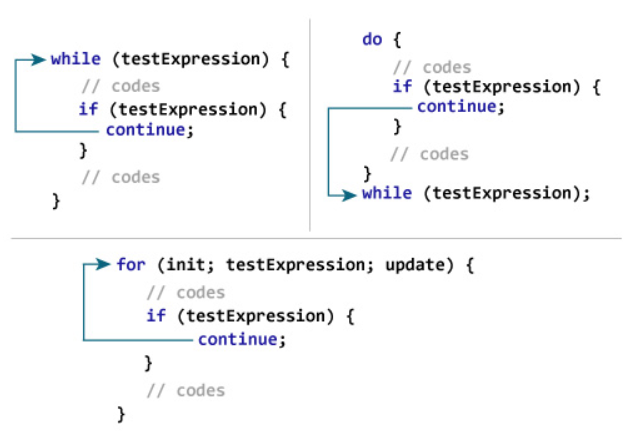 while (testExpression) {
// codes
if (testExpression) {
continue;
}
// codes
}
do {
// codes
if (testExpression) {
continue;
}
// codes
}
while (testExpression);
for (init; testExpression; update) {
// codes
if (testExpression) {
continue;
}
// codes
}